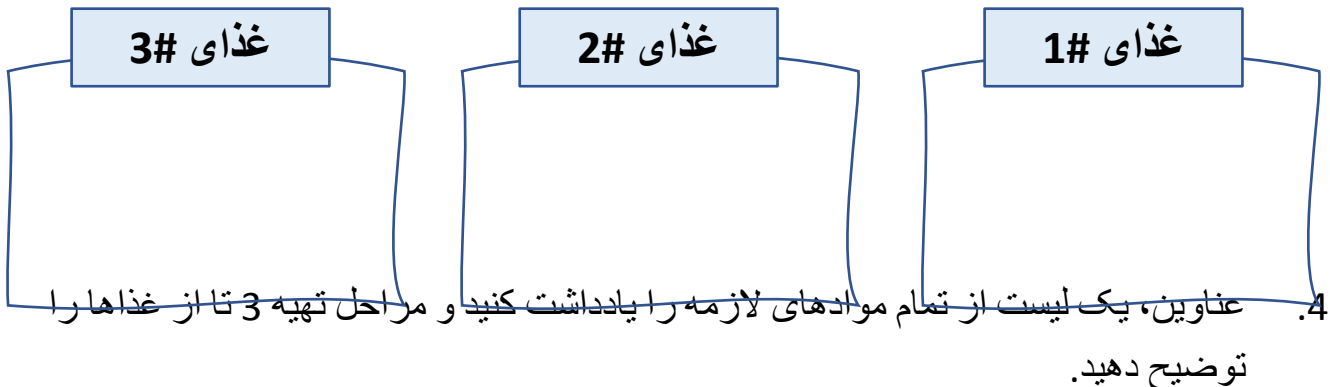 غذای #1
غذای #2
غذای #3
4. عناوین، یک لیست از تمام موادهای لازمه را یادداشت کنید و مراحل تهیه 3 تا از غذاها را
توضیح دهید.